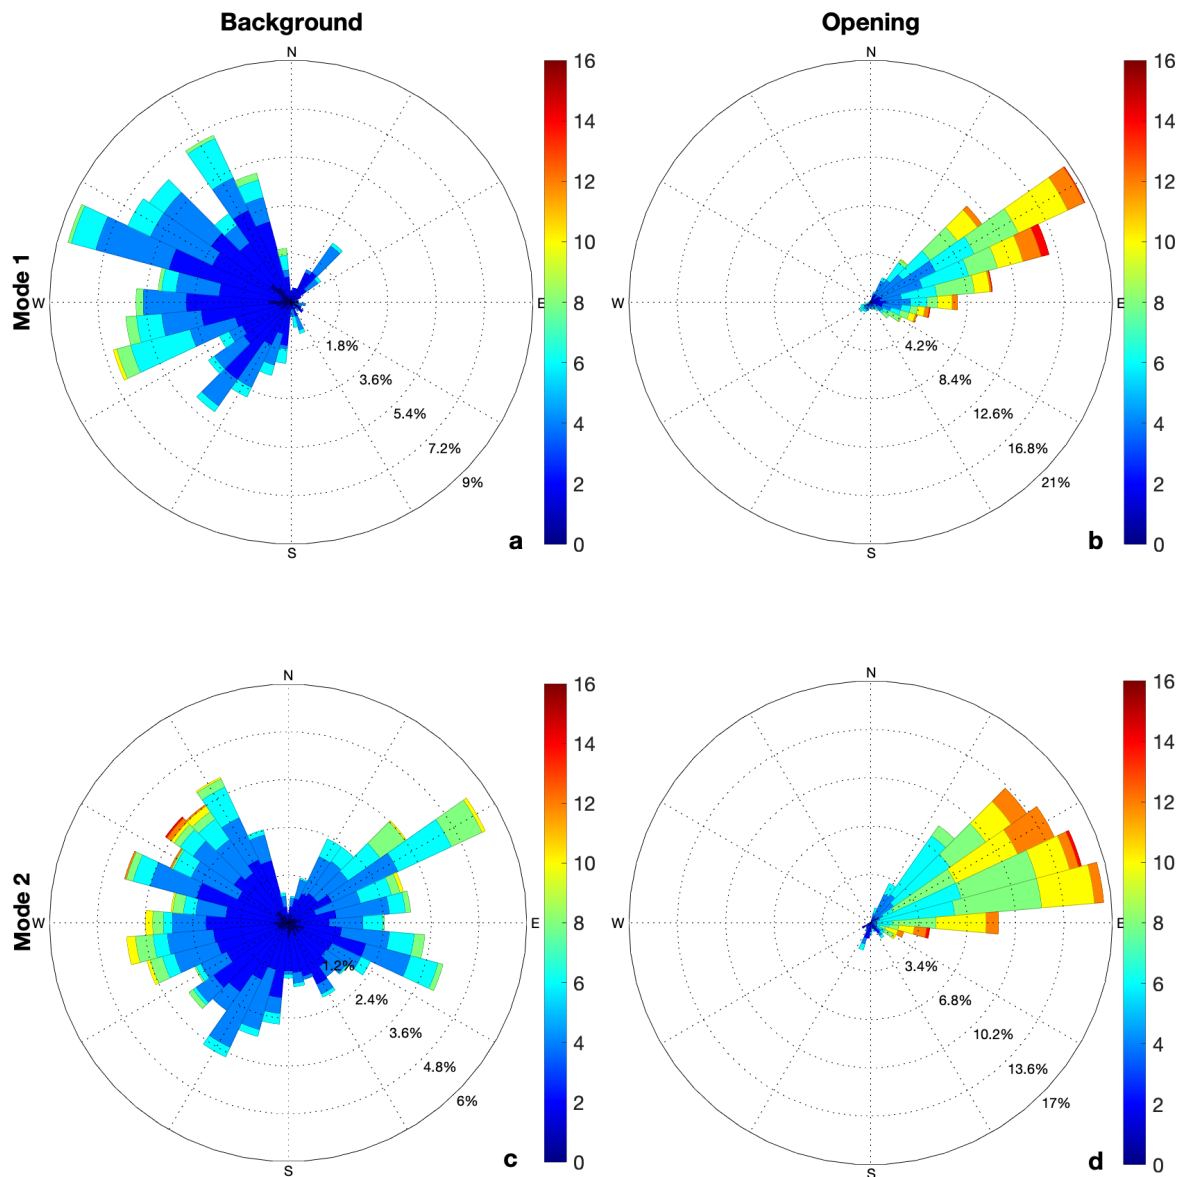 Background
Opening
Mode 1
N
W
S
1.8%
3.6%
5.4%
7.2%
9%
16
14
12
10
8
6
4
2
0
a
N
W
E
S
4.2%
8.4%
12.6%
16.8%
21%
16
14
12
10
8
6
4
2
0
b
Mode 2
N
W
E
S
1.2%
2.4%
3.6%
4.8%
6%
16
14
12
10
8
6
4
2
0
c
N
W
E
S
3.4%
6.8%
10.2%
13.6%
17%
16
14
12
10
8
6
4
2
0
d